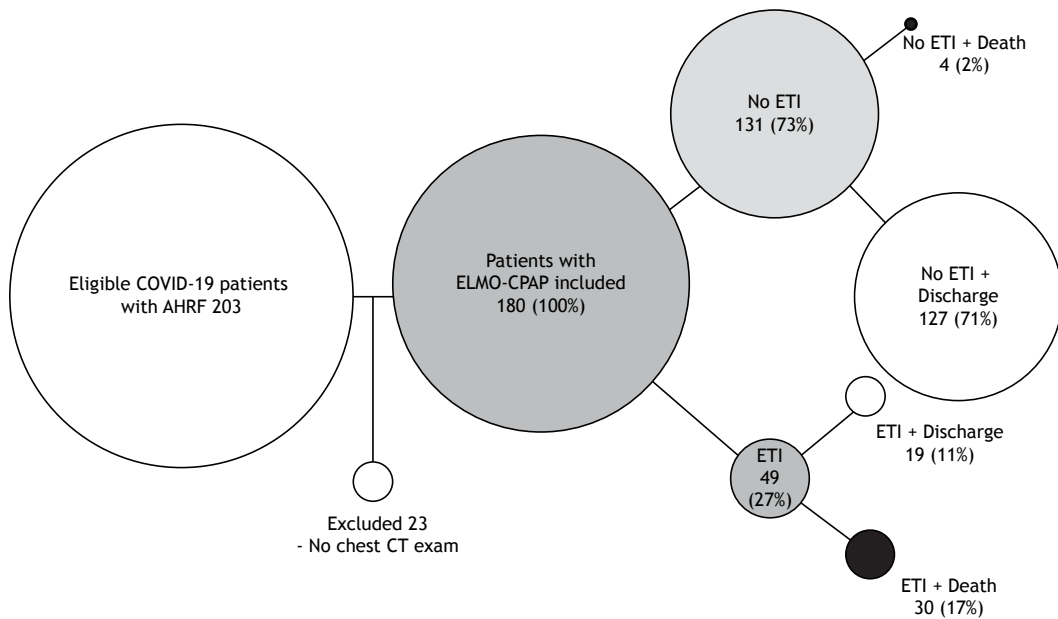 Eligible COVID-19 patients
with AHRF 203
Excluded 23
- No chest CT exam
Patients with
ELMO-CPAP included
180 (100%)
No ETI
131 (73%)
No ETI + Death
4 (2%)
No ETI +
Discharge
127 (71%)
ETI
49
(27%)
ETI + Discharge
19 (11%)
ETI + Death
30 (17%)